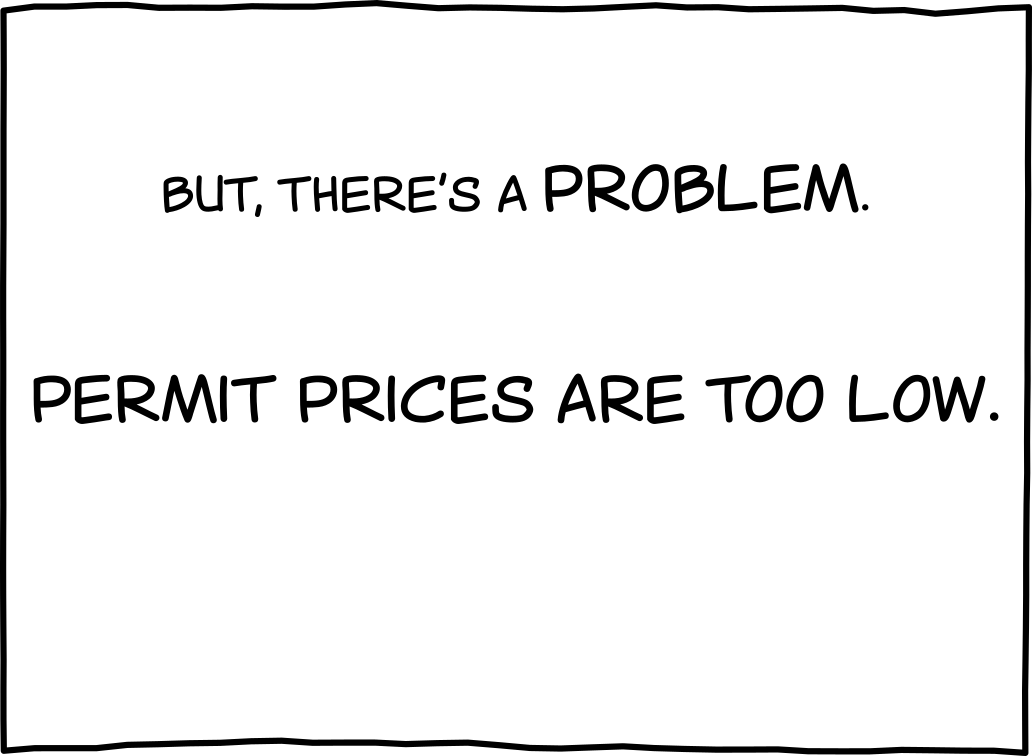 BUT, THERE'S A PROBLEM.
PERMIT PRICES ARE TOO LOW.